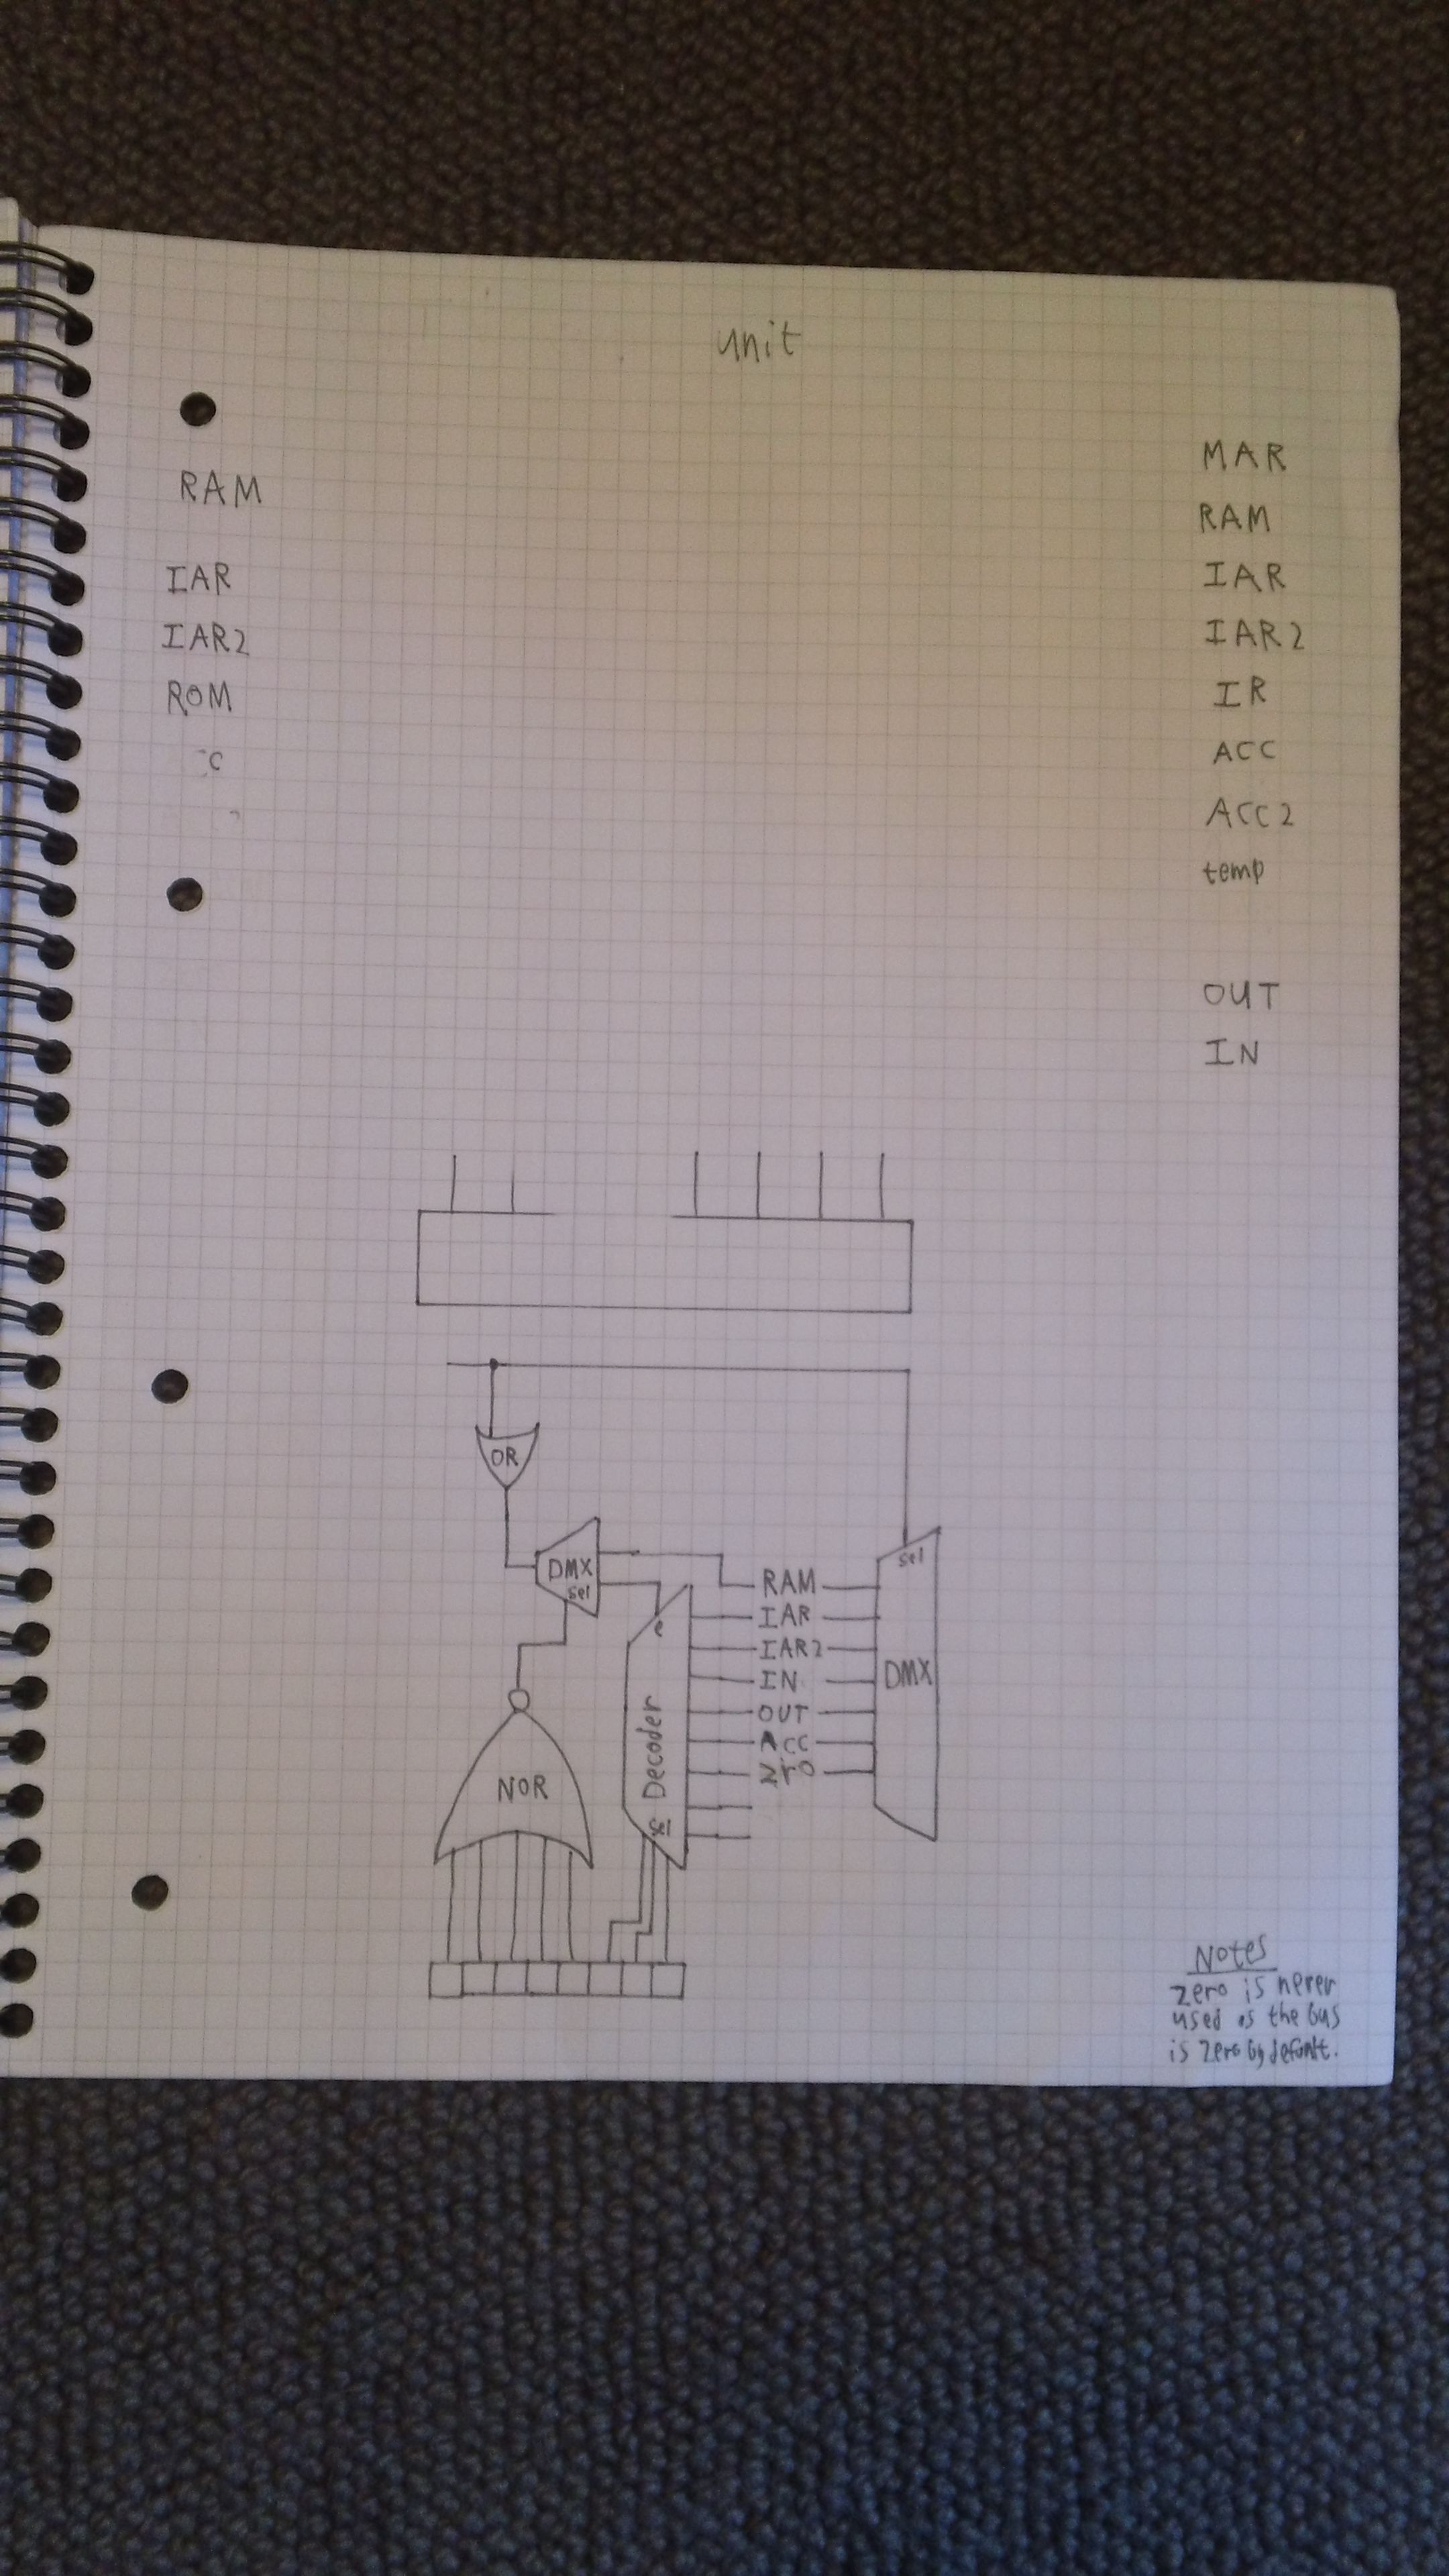 unit
RAM
IAR
IAR2
ROM
C
MAR
RAM
IAR
IAR2
IR
ACC
ACC2
temp
OUT
IN
OR
DMX
sel
NOR
e
Decoder
sel
RAM
IAR
IAR2
IN
OUT
ACC
zro
sel
DMX
Notes
zero is never
used as the bus
is zero by default.